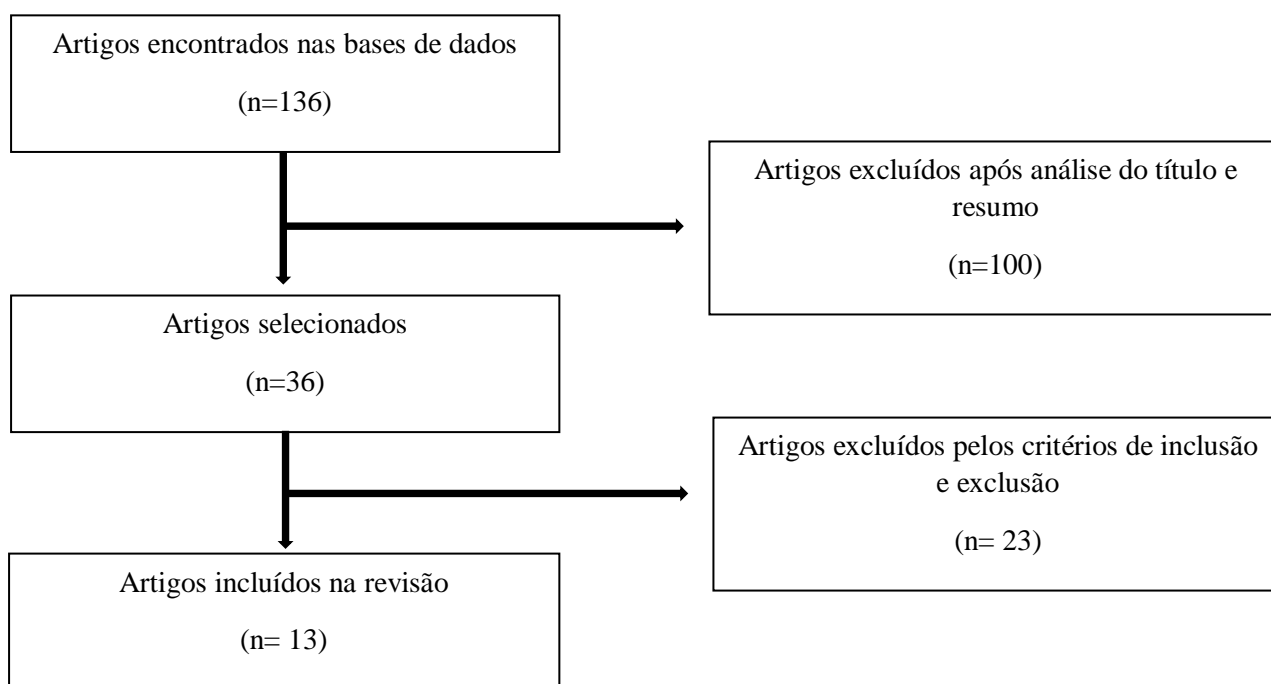 Artigos encontrados nas bases de dados
(n=136)
Artigos excluídos após análise do título e
resumo
(n=100)
Artigos selecionados
(n=36)
Artigos excluídos pelos critérios de inclusão
e exclusão
(n= 23)
Artigos incluídos na revisão
(n= 13)